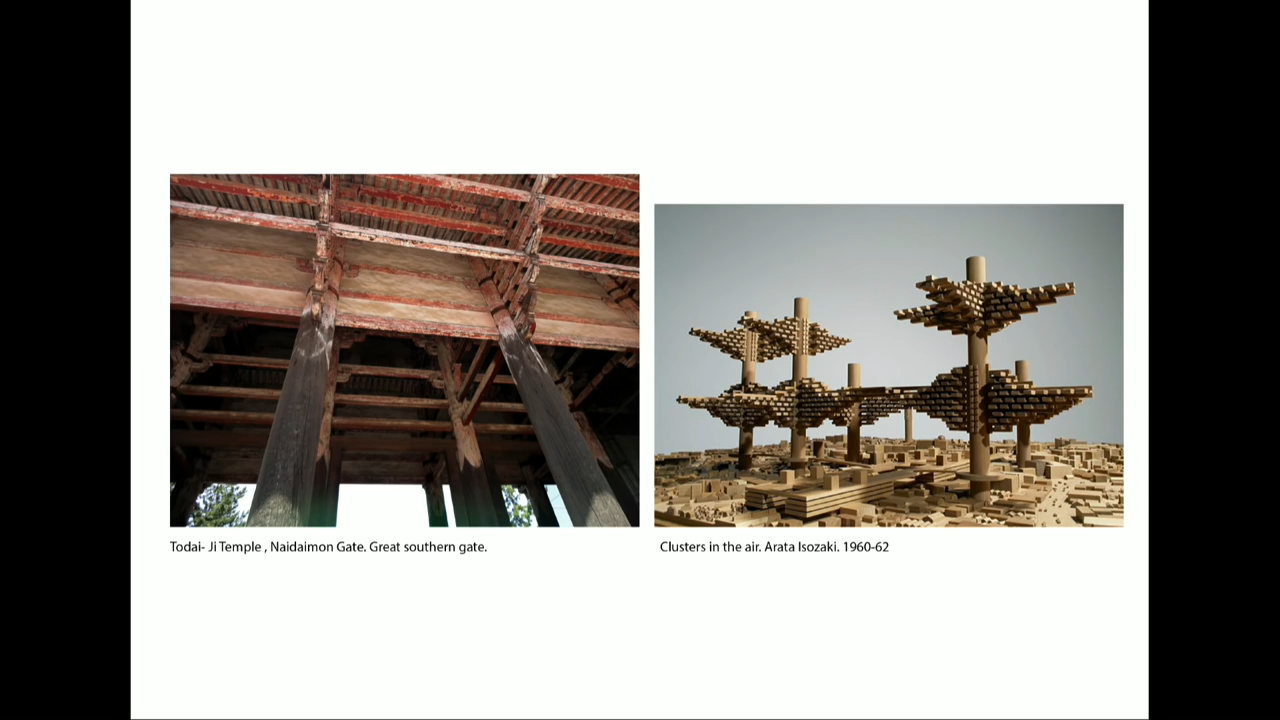 Todai- Ji Temple , Naidaimon Gate. Great southern gate.
Clusters in the air. Arata Isozaki. 1960-62